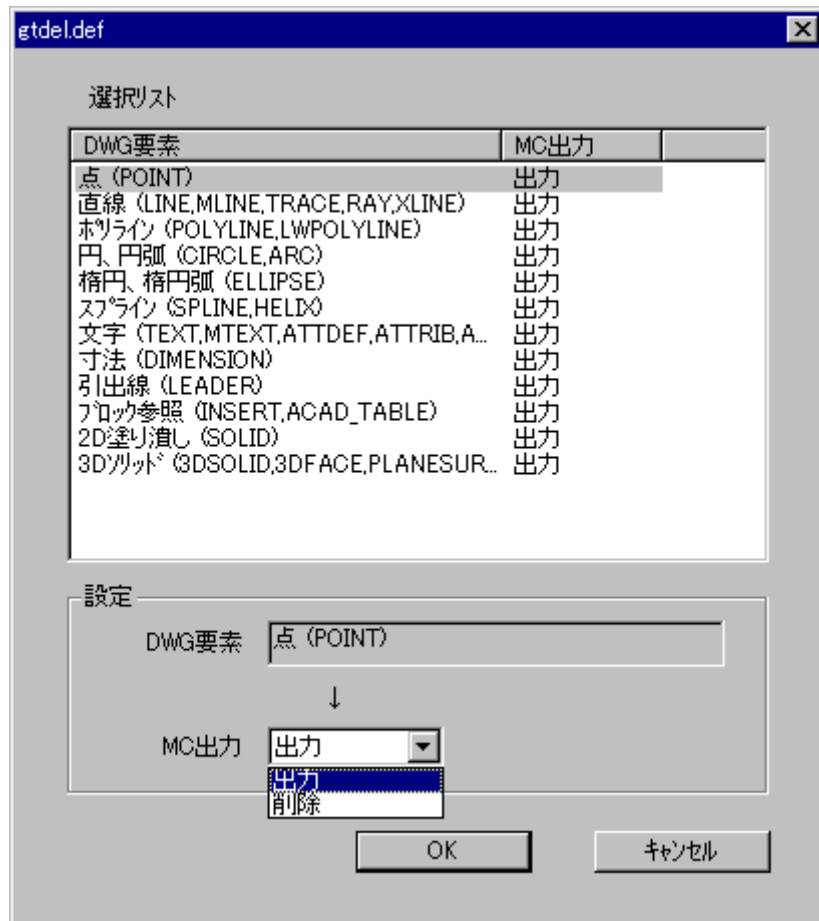 gtdel.def
選択リスト
DWG要素 MC出力
点 (POINT) 出力
直線 (LINE,MLINE,TRACE,RAY,XLINE) 出力
ﾎﾟﾘﾗｲﾝ (POLYLINE,LWPOLYLINE) 出力
円、円弧 (CIRCLE,ARC) 出力
楕円、楕円弧 (ELLIPSE) 出力
ｽﾌﾟﾗｲﾝ (SPLINE,HELIX) 出力
文字 (TEXT,MTEXT,ATTDEF,ATTRIB,A... 出力
寸法 (DIMENSION) 出力
引出線 (LEADER) 出力
ﾌﾞﾛｯｸ参照 (INSERT,ACAD_TABLE) 出力
2D塗り潰し (SOLID) 出力
3Dｿﾘｯﾄﾞ (3DSOLID,3DFACE,PLANESUR... 出力
設定
DWG要素 点 (POINT)
↓
MC出力 出力
出力
削除
OK ｷｬﾝｾﾙ